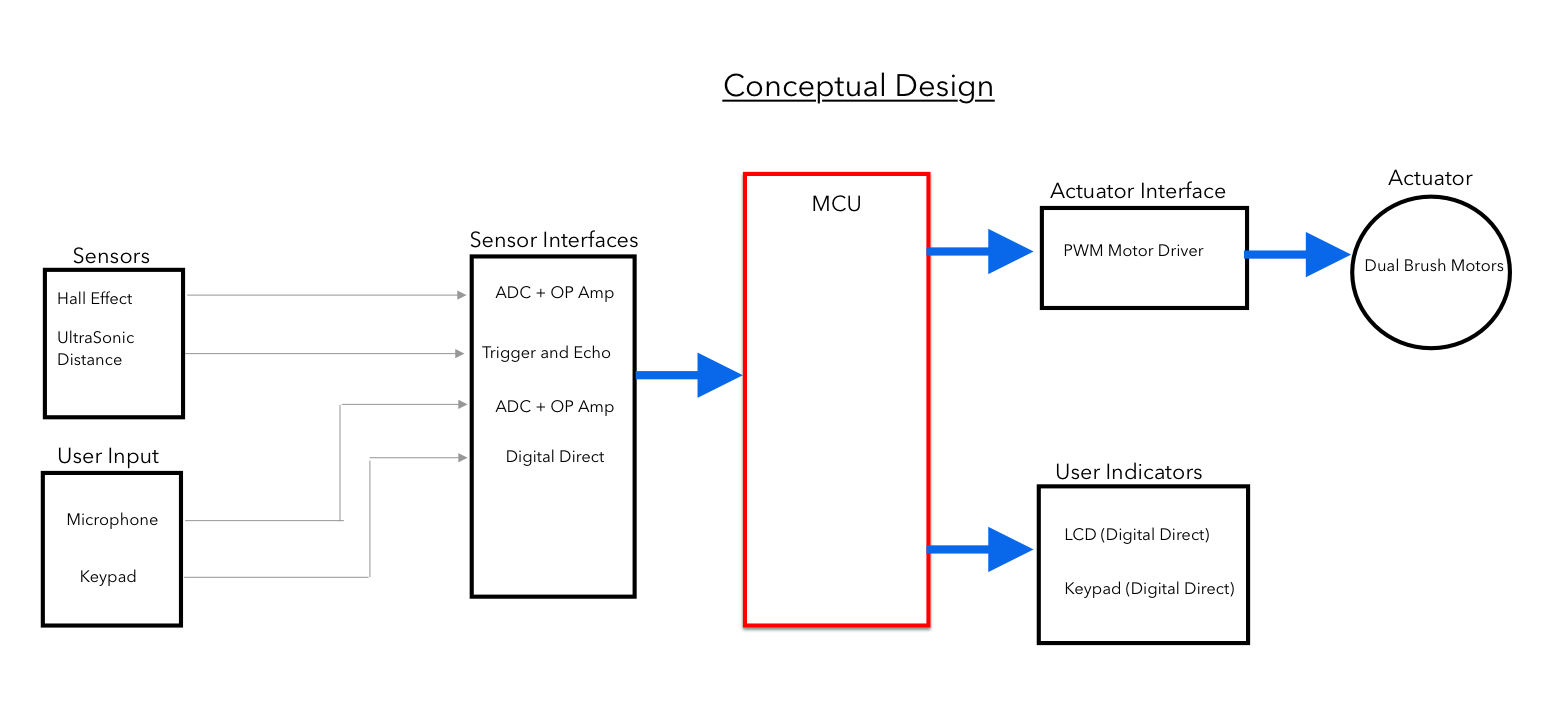 Conceptual Design
Sensors
Hall Effect
UltraSonic
Distance
User Input
Microphone
Keypad
Sensor Interfaces
ADC + OP Amp
Trigger and Echo
ADC + OP Amp
Digital Direct
MCU
Actuator Interface
PWM Motor Driver
Actuator
Dual Brush Motors
User Indicators
LCD (Digital Direct)
Keypad (Digital Direct)